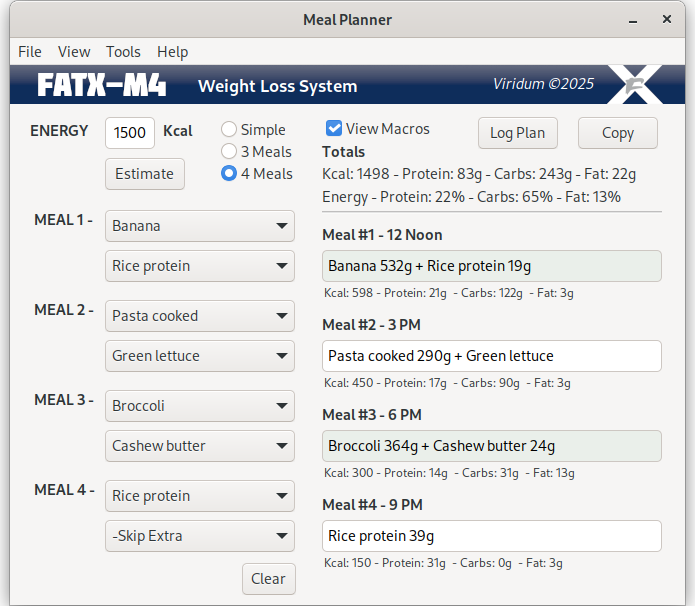 Meal Planner
File View Tools Help
FATX-M4 Weight Loss System Viridum ©2025
ENERGY 1500 Kcal
Estimate
Simple
3 Meals
4 Meals
View Macros
Log Plan
Copy
Totals
Kcal: 1498 - Protein: 83g - Carbs: 243g - Fat: 22g
Energy - Protein: 22% - Carbs: 65% - Fat: 13%
MEAL 1 - Banana
Rice protein
MEAL 2 - Pasta cooked
Green lettuce
MEAL 3 - Broccoli
Cashew butter
MEAL 4 - Rice protein
-Skip Extra
Clear
Meal #1 - 12 Noon
Banana 532g + Rice protein 19g
Kcal: 598 - Protein: 21g - Carbs: 122g - Fat: 3g
Meal #2 - 3 PM
Pasta cooked 290g + Green lettuce
Kcal: 450 - Protein: 17g - Carbs: 90g - Fat: 3g
Meal #3 - 6 PM
Broccoli 364g + Cashew butter 24g
Kcal: 300 - Protein: 14g - Carbs: 31g - Fat: 13g
Meal #4 - 9 PM
Rice protein 39g
Kcal: 150 - Protein: 31g - Carbs: 0g - Fat: 3g